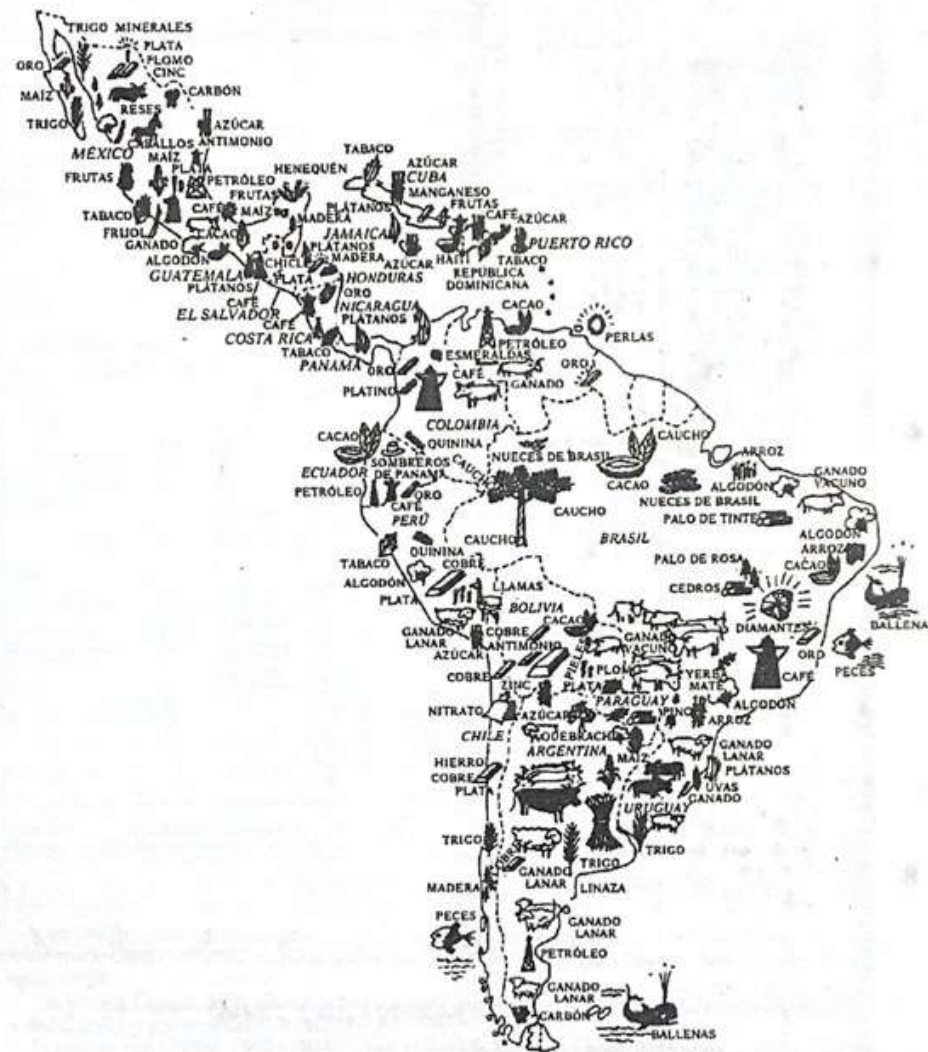 TRIGO MINERALES
PLATA
ORO
PLOMO
CINC
MAÍZ
CARBÓN
RESES
TRIGO
AZÚCAR
CABALLOS
ANTIMONIO
MÉXICO
MAÍZ
TABACO
AZÚCAR
PLATA
HENEQUÉN
CUBA
FRUTAS
PETRÓLEO
MANGANESO
FRUTAS
PLÁTANOS
FRUTAS
TABACO
CAFÉ
MAÍZ
CAFÉ
AZÚCAR
MADERA
JAMAICA
FRIJOL
CACAO
PUERTO RICO
GANADO
PLÁTANOS
HAITÍ
ALGODÓN
CHICLE
MADERA
AZÚCAR
TABACO
GUATEMALA
PLATA
HONDURAS
REPÚBLICA
DOMINICANA
PLÁTANOS
ORO
CAFÉ
NICARAGUA
EL SALVADOR
PLÁTANOS
CACAO
CAFÉ
COSTA RICA
PERLAS
TABACO
PETRÓLEO
PANAMÁ
ESMERALDAS
ORO
CAFÉ
ORO
PLATINO
GANADO
COLOMBIA
CACAO
QUININA
CAUCHO
NUECES DE BRASIL
ARROZ
ECUADOR
SOMBREROS
DE PANAMÁ
CAUCHO
GANADO
VACUNO
PETRÓLEO
ORO
CACAO
ALGODÓN
CAFÉ
NUECES DE BRASIL
PERÚ
CAUCHO
PALO DE TINTE
BRASIL
CAUCHO
ALGODÓN
TABACO
QUININA
ARROZ
COBRE
PALO DE ROSA
CACAO
ALGODÓN
LLAMAS
CEDROS
PLATA
BOLIVIA
BALLENA
CACAO
DIAMANTES
GANADO
LANAR
COBRE
GANADO
VACUNO
ORO
AZÚCAR
ANTIMONIO
PECES
COBRE
PIELES
PLOMO
YERBA
MATE
CAFÉ
ZINC
PLATA
ALGODÓN
NITRATO
PARAGUAY
AZÚCAR
PINO
ARROZ
CHILE
QUEBRACHO
ARGENTINA
GANADO
LANAR
MAÍZ
HIERRO
PLÁTANOS
COBRE
UVAS
PLAT
URUGUAY
GANADO
TRIGO
COBRE
TRIGO
TRIGO
GANADO
LANAR
MADERA
LINAZA
PECES
GANADO
LANAR
PETRÓLEO
GANADO
LANAR
CARBÓN
BALLENAS